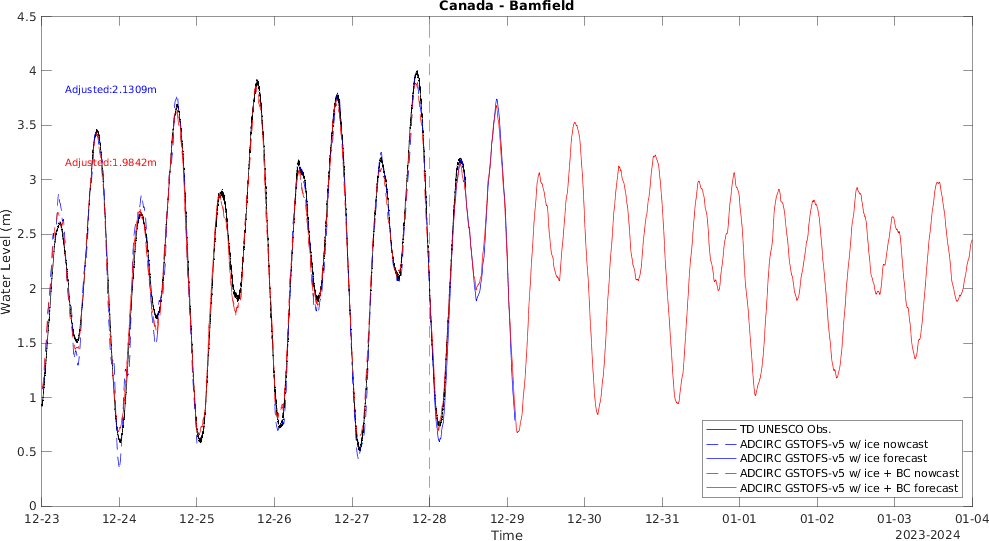 Canada - Bamfield
4.5
4
3.5
3
2.5
2
1.5
1
0.5
0
Water Level (m)
Adjusted:2.1309m
Adjusted:1.9842m
TD UNESCO Obs.
ADCIRC GSTOFS-v5 w/ ice nowcast
ADCIRC GSTOFS-v5 w/ ice forecast
ADCIRC GSTOFS-v5 w/ ice + BC nowcast
ADCIRC GSTOFS-v5 w/ ice + BC forecast
12-23 12-24 12-25 12-26 12-27 12-28 12-29 12-30 12-31 01-01 01-02 01-03 01-04
Time
2023-2024